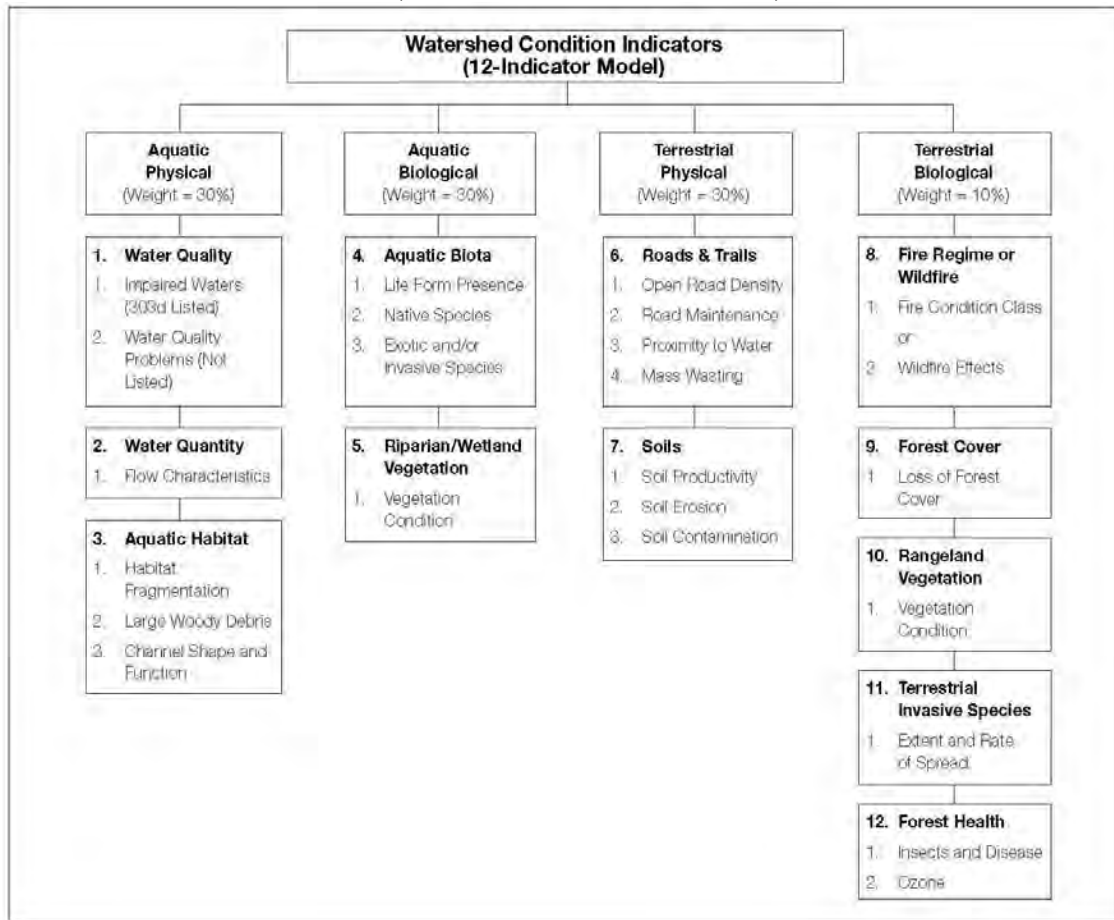 Watershed Condition Indicators
(12-Indicator Model)
Aquatic
Physical
(Weight = 30%)
Aquatic
Biological
(Weight = 30%)
Terrestrial
Physical
(Weight = 30%)
Terrestrial
Biological
(Weight = 10%)
1. Water Quality
1. Impaired Waters
(303d Listed)
2. Water Quality
Problems (Not
Listed)
2. Water Quantity
1. Flow Characteristics
3. Aquatic Habitat
1. Habitat
Fragmentation
2. Large Woody Debris
3. Channel Shape and
Function
4. Aquatic Biota
1. Life Form Presence
2. Native Species
3. Exotic and/or
Invasive Species
5. Riparian/Wetland
Vegetation
1. Vegetation
Condition
6. Roads & Trails
1. Open Road Density
2. Road Maintenance
3. Proximity to Water
4. Mass Wasting
7. Soils
1. Soil Productivity
2. Soil Erosion
3. Soil Contamination
8. Fire Regime or
Wildfire
1. Fire Condition Class
or
2. Wildfire Effects
9. Forest Cover
1 Loss of Forest
Cover
10. Rangeland
Vegetation
1. Vegetation
Condition
11. Terrestrial
Invasive Species
1. Extent and Rate
of Spread
12. Forest Health
1. Insects and Disease
2. Ozone